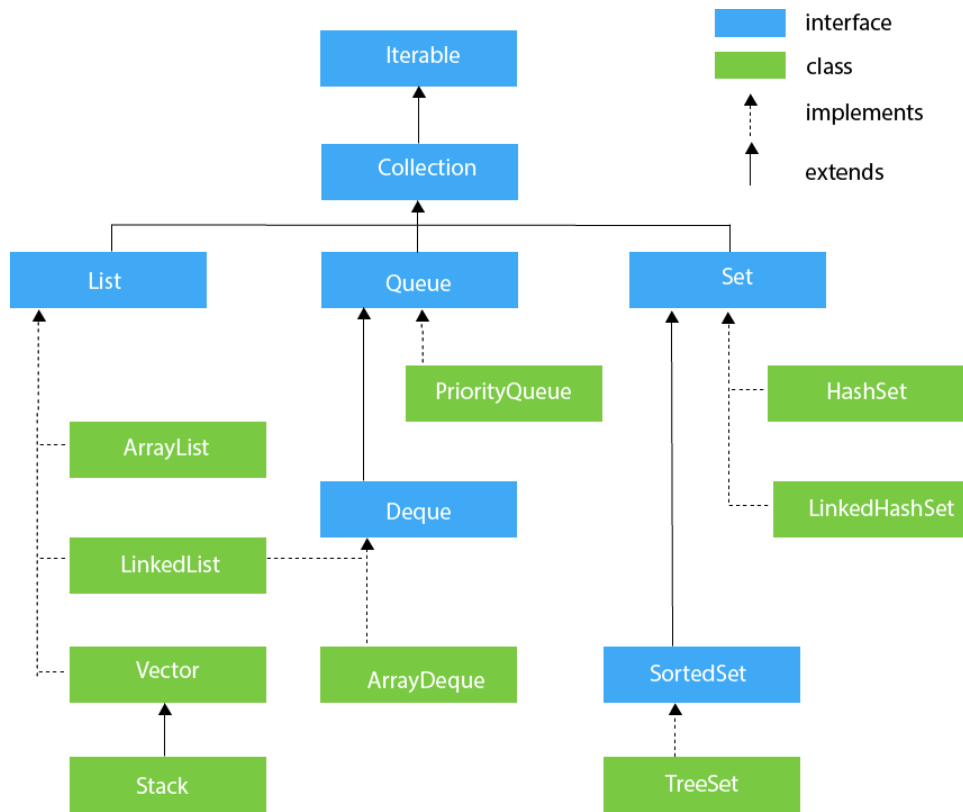 interface
Iterable
class
implements
Collection
extends
List
Queue
Set
PriorityQueue
HashSet
ArrayList
Deque
LinkedHashSet
LinkedList
Vector
ArrayDeque
SortedSet
Stack
TreeSet